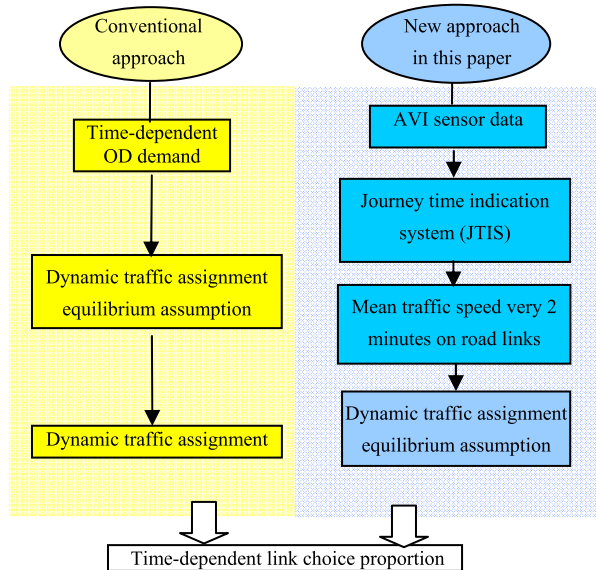 Conventional
approach
Time-dependent
OD demand
Dynamic traffic assignment
equilibrium assumption
Dynamic traffic assignment
New approach
in this paper
AVI sensor data
Journey time indication
system (JTIS)
Mean traffic speed very 2
minutes on road links
Dynamic traffic assignment
equilibrium assumption
Time-dependent link choice proportion